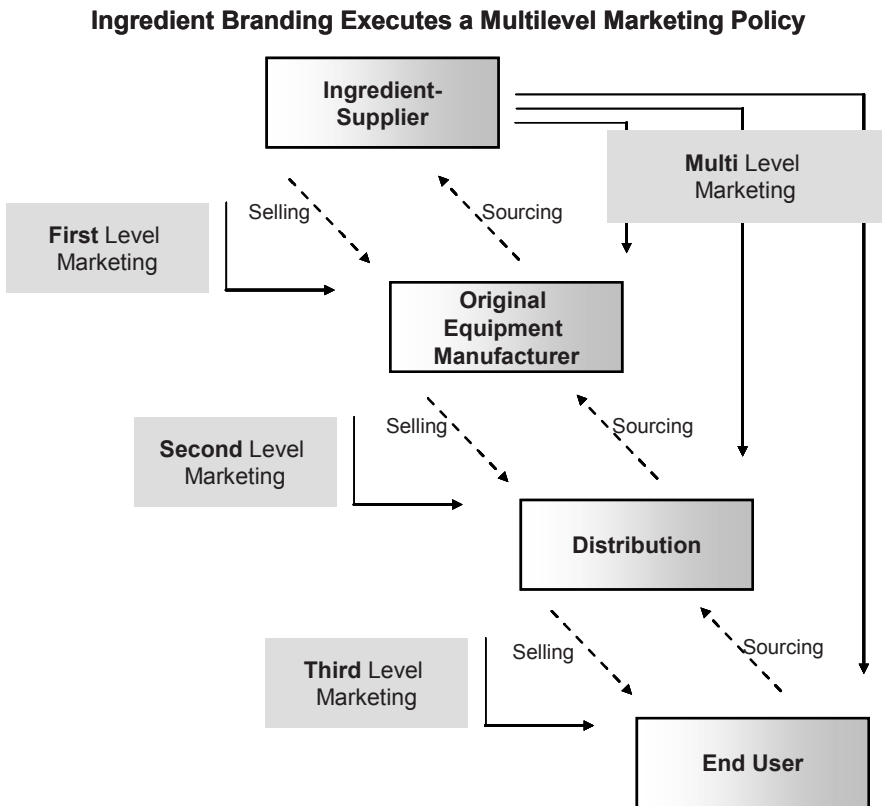 Ingredient Branding Executes a Multilevel Marketing Policy
Ingredient-
Supplier
Multi Level
Marketing
Selling
Sourcing
First Level
Marketing
Original
Equipment
Manufacturer
Selling
Sourcing
Second Level
Marketing
Distribution
Selling
Sourcing
Third Level
Marketing
End User